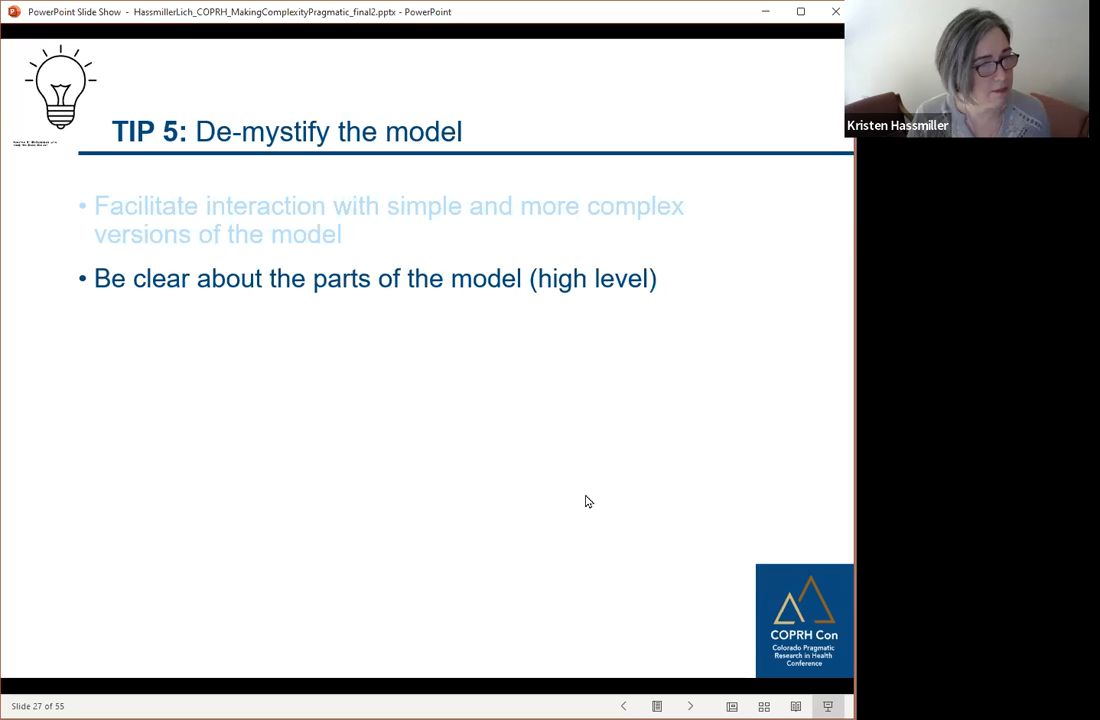 PowerPoint Slide Show - HassmillerLich_COPRH_MakingComplexityPragmatic_final2.pptx - PowerPoint
Kristen Hassmiller
TIP 5: De-mystify the model
• Facilitate interaction with simple and more complex
versions of the model
• Be clear about the parts of the model (high level)
COPRH Con
Colorado Pragmatic
Research in Health
Conference
Slide 27 of 55